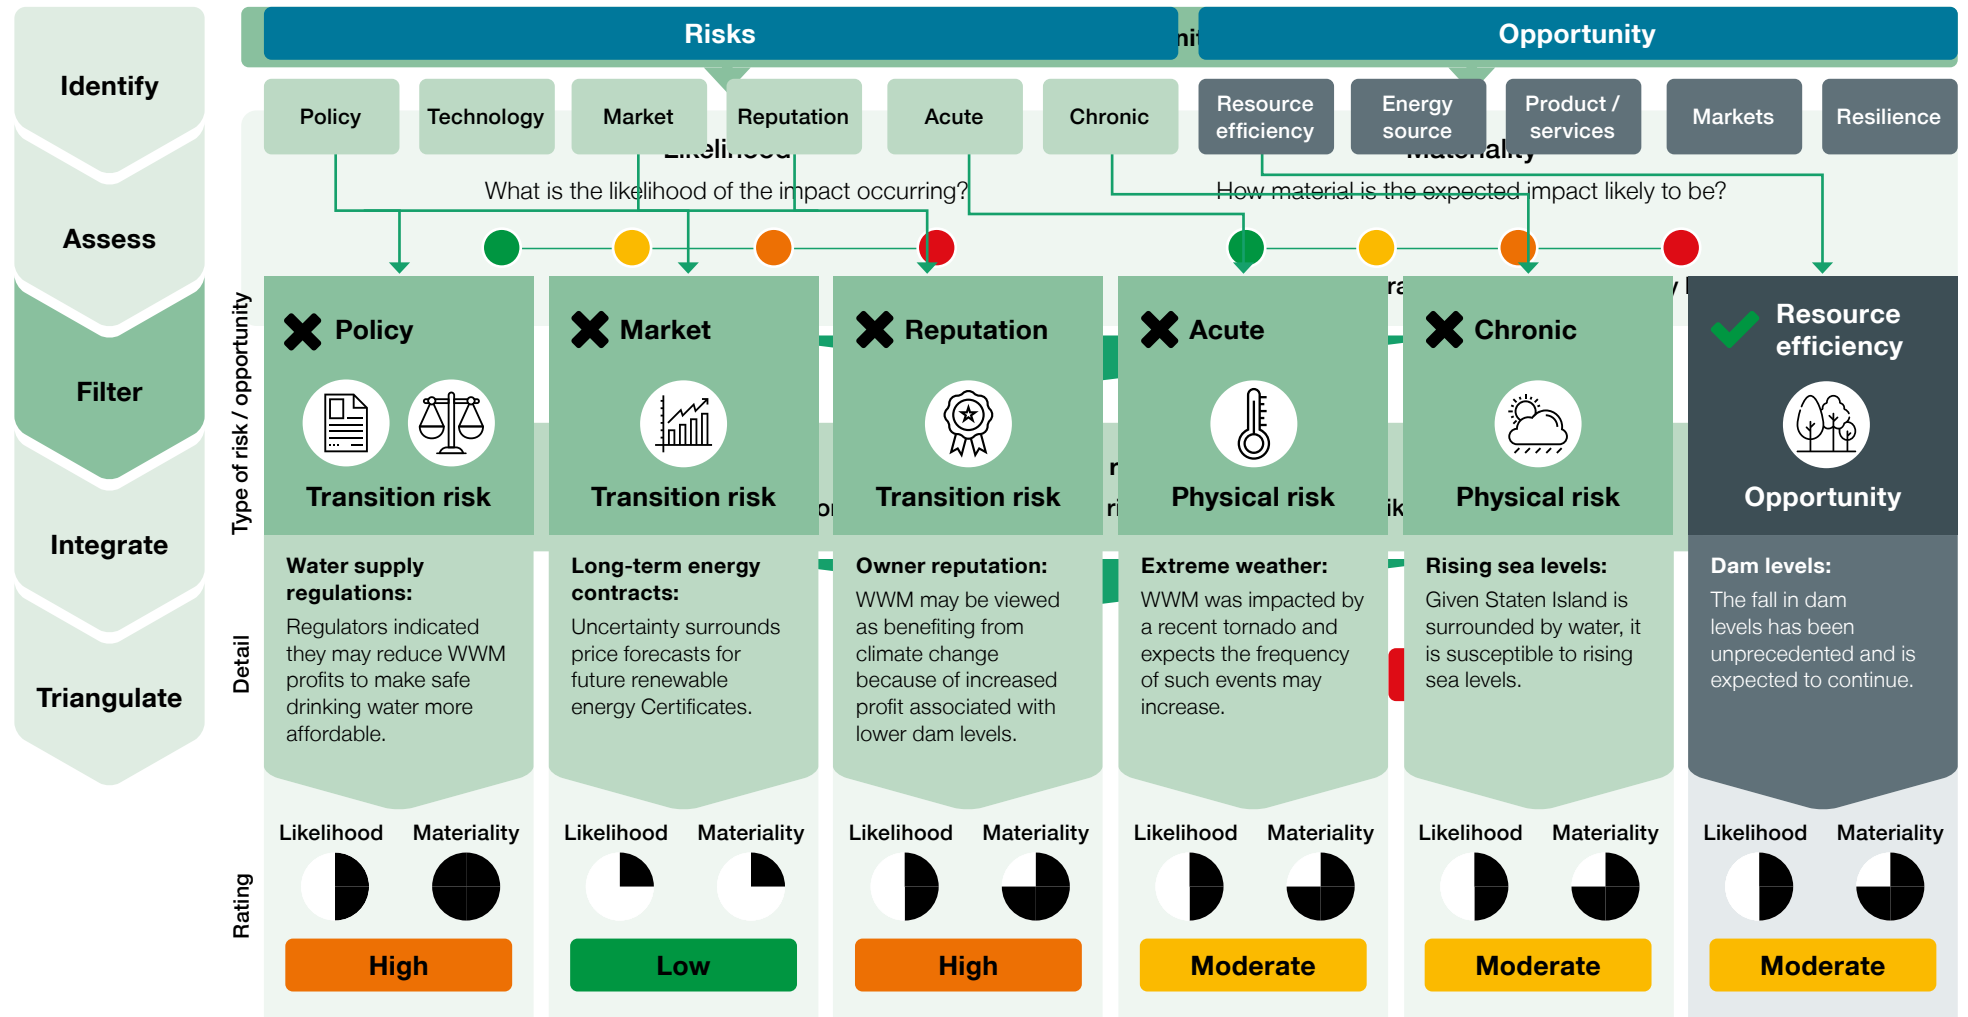 Identify
Assess
Filter
Integrate
Triangulate
Risks
Opportunity
Policy
Technology
Market
Reputation
Acute
Chronic
Resource
efficiency
Energy
source
Product /
services
Markets
Resilience
Likelihood
Materiality
What is the likelihood of the impact occurring?
How material is the expected impact likely to be?
Type of risk / opportunity
Policy
Transition risk
Market
Transition risk
Reputation
Transition risk
Acute
Physical risk
Chronic
Physical risk
Resource
efficiency
Opportunity
Detail
Water supply
regulations:
Regulators indicated
they may reduce WWM
profits to make safe
drinking water more
affordable.
Long-term energy
contracts:
Uncertainty surrounds
price forecasts for
future renewable
energy Certificates.
Owner reputation:
WWM may be viewed
as benefiting from
climate change
because of increased
profit associated with
lower dam levels.
Extreme weather:
WWM was impacted by
a recent tornado and
expects the frequency
of such events may
increase.
Rising sea levels:
Given Staten Island is
surrounded by water, it
is susceptible to rising
sea levels.
Dam levels:
The fall in dam
levels has been
unprecedented and is
expected to continue.
Rating
Likelihood Materiality
High
Likelihood Materiality
Low
Likelihood Materiality
High
Likelihood Materiality
Moderate
Likelihood Materiality
Moderate
Likelihood Materiality
Moderate